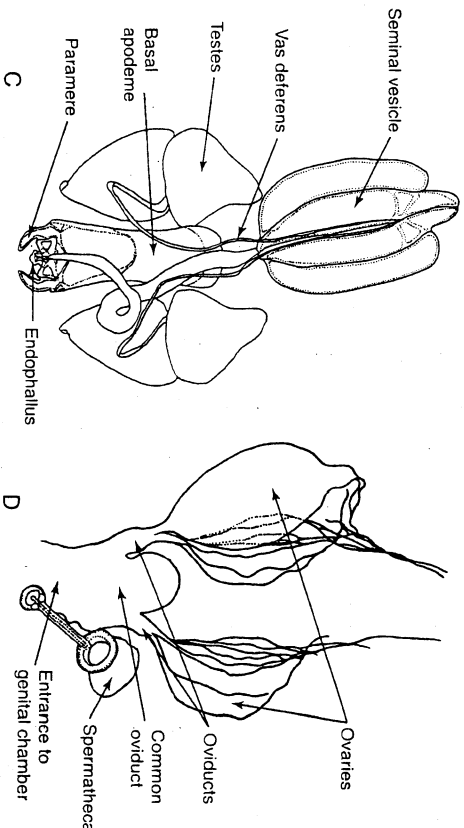 Seminal vesicle
Vas deferens
Testes
Basal
apodeme
Paramere
C
Endophallus
Ovaries
Oviducts
Common
oviduct
Spermatheca
Entrance to
genital chamber
D